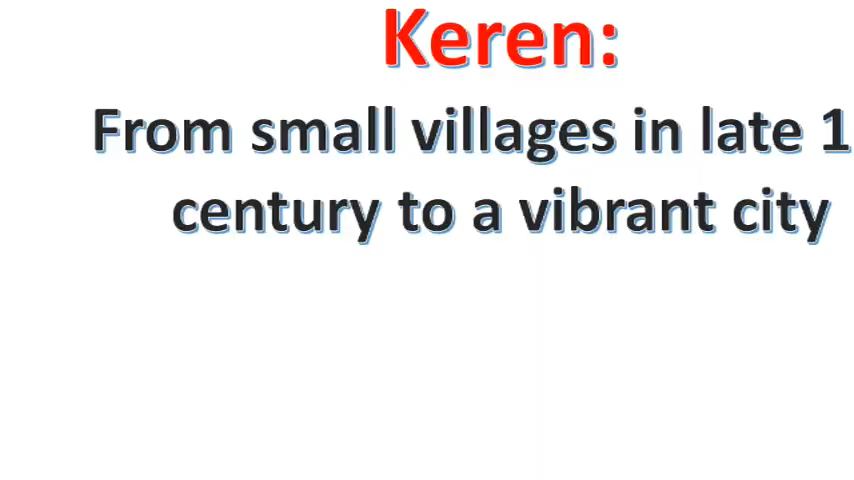 Keren:
From small villages in late 1
century to a vibrant city